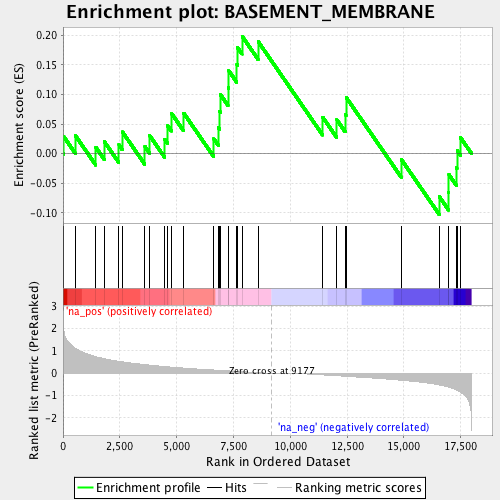 Enrichment plot: BASEMENT_MEMBRANE
Enrichment score (ES)
0.20
0.15
0.10
0.05
0.00
-0.05
-0.10
'na_pos' (positively correlated)
Ranked list metric (PreRanked)
3
2
1
0
-1
-2
Zero cross at 9177
'na_neg' (negatively correlated)
0
2,500
5,000
7,500
10,000
12,500
15,000
17,500
Rank in Ordered Dataset
Enrichment profile
Hits
Ranking metric scores